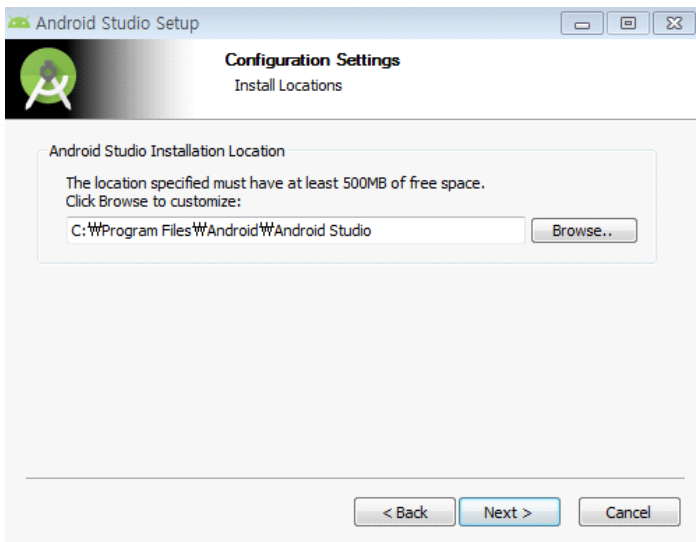 Android Studio Setup
Configuration Settings
Install Locations
Android Studio Installation Location
The location specified must have at least 500MB of free space.
Click Browse to customize:
C:₩Program Files₩Android₩Android Studio
Browse..
< Back
Next >
Cancel